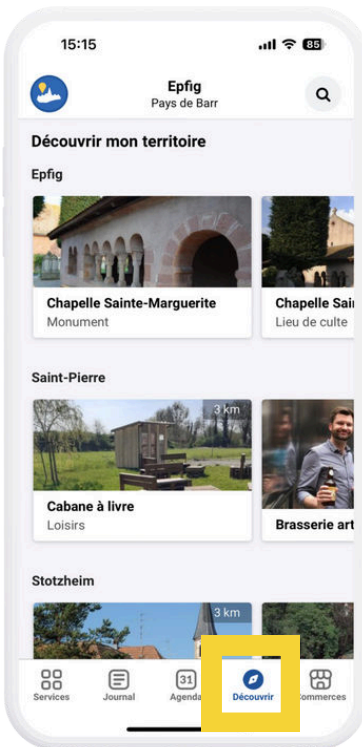 15:15
85
Epfig
Pays de Barr
Découvrir mon territoire
Epfig
Chapelle Sainte-Marguerite
Monument
Chapelle Sai
Lieu de culte
Saint-Pierre
3 km
Cabane à livre
Loisirs
Brasserie art
Stotzheim
3 km
Services
Journal
31
Agenda
Découvrir
Commerces